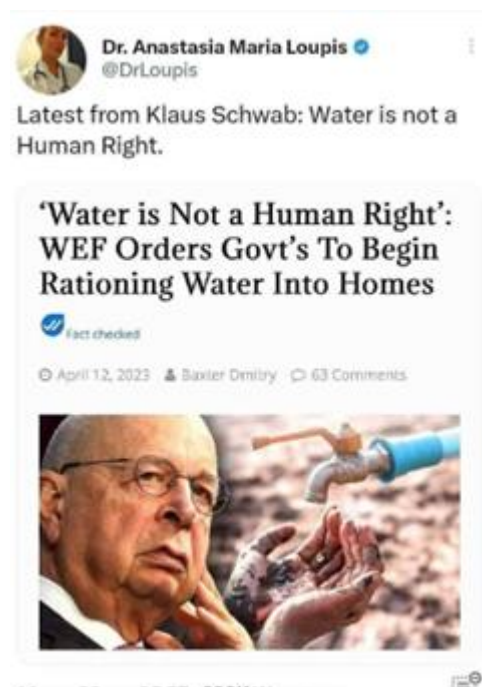 Dr. Anastasia Maria Loupis
@DrLoupis
Latest from Klaus Schwab: Water is not a
Human Right.
‘Water is Not a Human Right’:
WEF Orders Govt’s To Begin
Rationing Water Into Homes
Fact checked
April 12, 2023 Baxter Dmitry 63 Comments